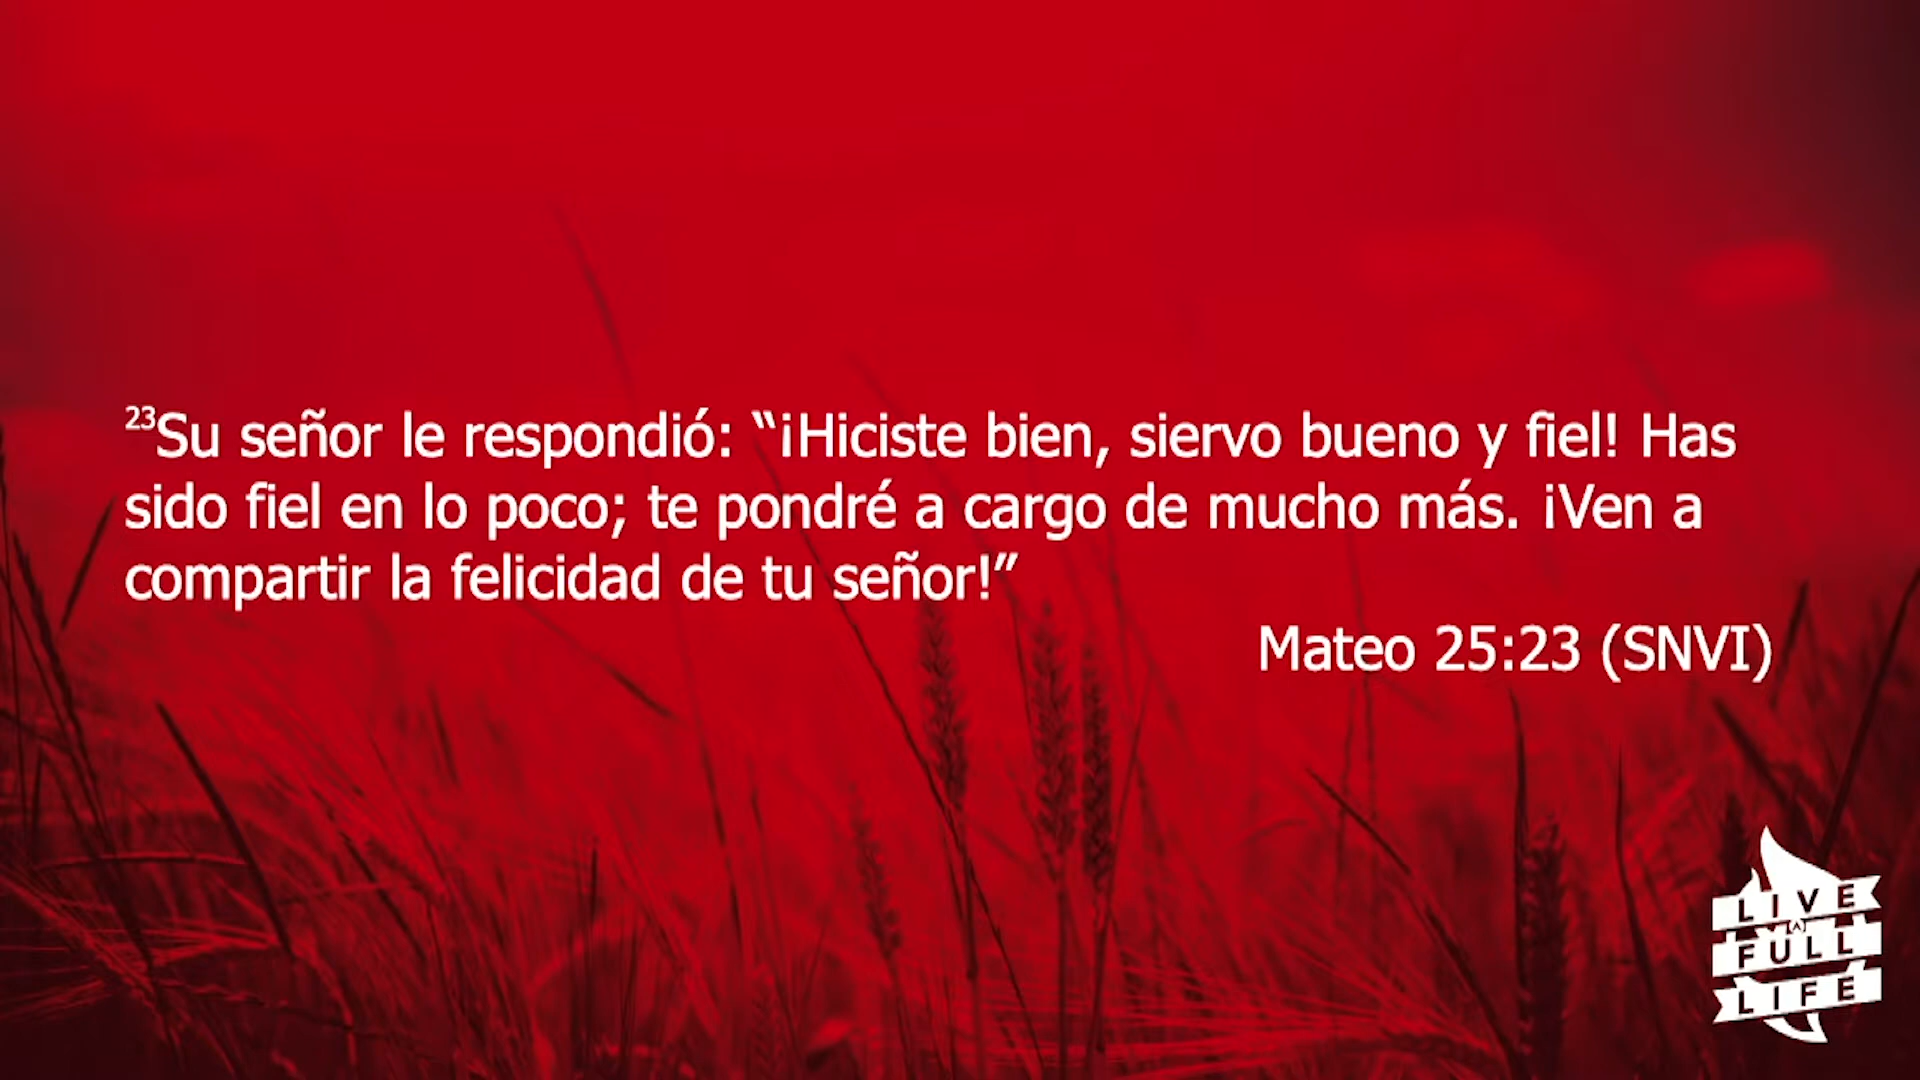 ²³Su señor le respondió: “¡Hiciste bien, siervo bueno y fiel! Has
sido fiel en lo poco; te pondré a cargo de mucho más. ¡Ven a
compartir la felicidad de tu señor!”
Mateo 25:23 (SNVI)
LIVE
A
FULL
LIFE